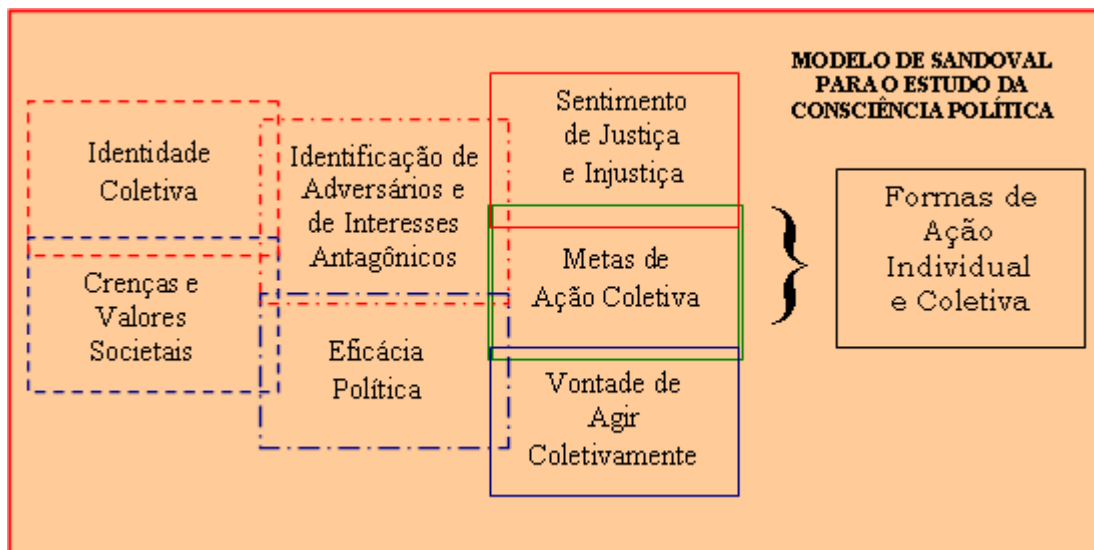 MODELO DE SANDOVAL
PARA O ESTUDO DA
CONSCIÊNCIA POLÍTICA
Identidade
Coletiva
Crenças e
Valores
Societais
Identificação de
Adversários e
de Interesses
Antagônicos
Eficácia
Política
Sentimento
de Justiça
e Injustiça
Metas de
Ação Coletiva
Vontade de
Agir
Coletivamente
}
Formas de
Ação
Individual
e Coletiva